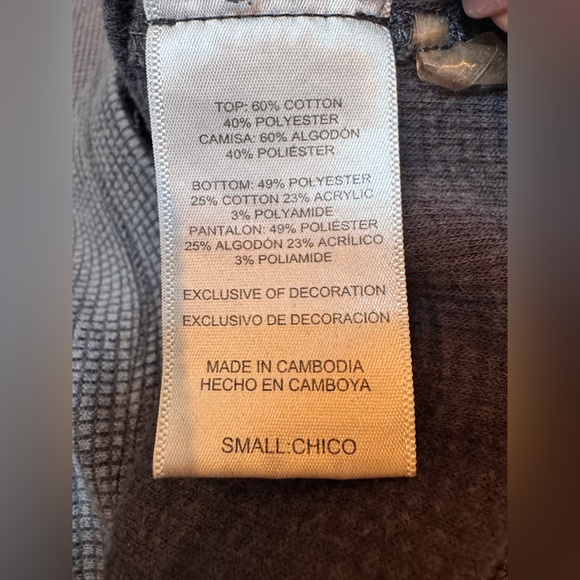 TOP: 60% COTTON
40% POLYESTER
CAMISA: 60% ALGODÓN
40% POLIÉSTER
BOTTOM: 49% POLYESTER
25% COTTON 23% ACRYLIC
3% POLYAMIDE
PANTALON: 49% POLIÉSTER
25% ALGODÓN 23% ACRÍLICO
3% POLIAMIDE
EXCLUSIVE OF DECORATION
EXCLUSIVO DE DECORACIÓN
MADE IN CAMBODIA
HECHO EN CAMBOYA
SMALL:CHICO